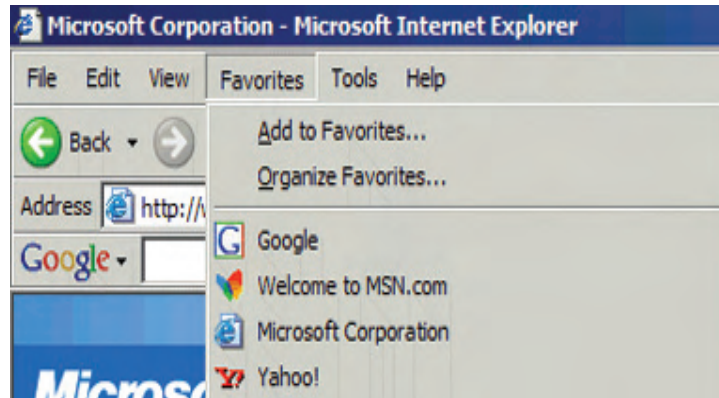 Microsoft Corporation - Microsoft Internet Explorer
File Edit View Favorites Tools Help
Add to Favorites...
Back
Organize Favorites...
Address http://
Google
Google
Welcome to MSN.com
Microsoft Corporation
Yahoo!